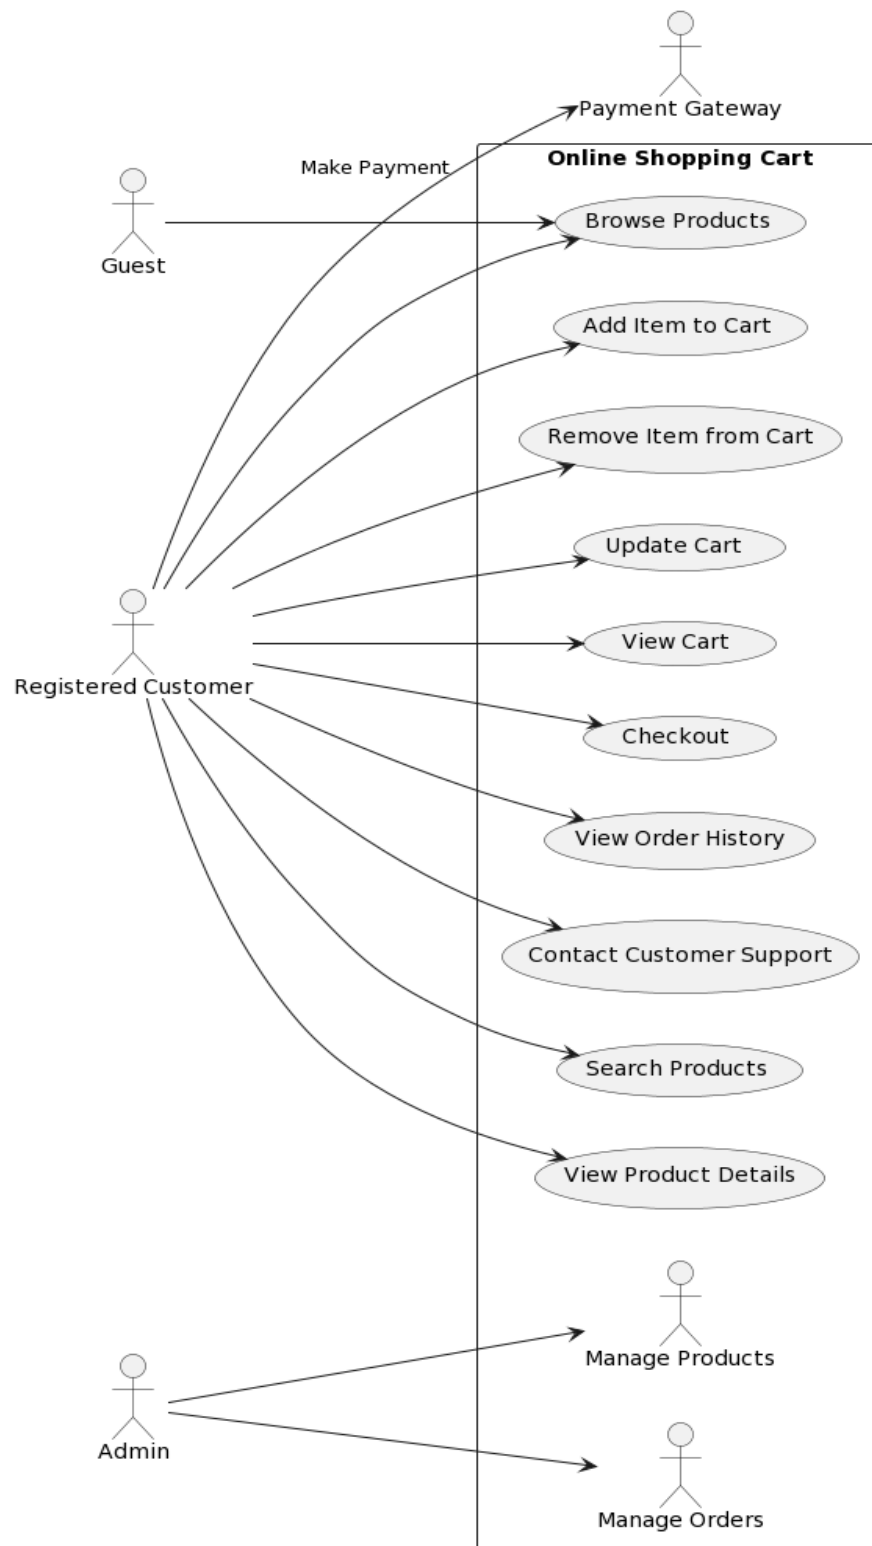 Payment Gateway
Make Payment
Online Shopping Cart
Guest
Browse Products
Add Item to Cart
Remove Item from Cart
Update Cart
View Cart
Registered Customer
Checkout
View Order History
Contact Customer Support
Search Products
View Product Details
Manage Products
Admin
Manage Orders